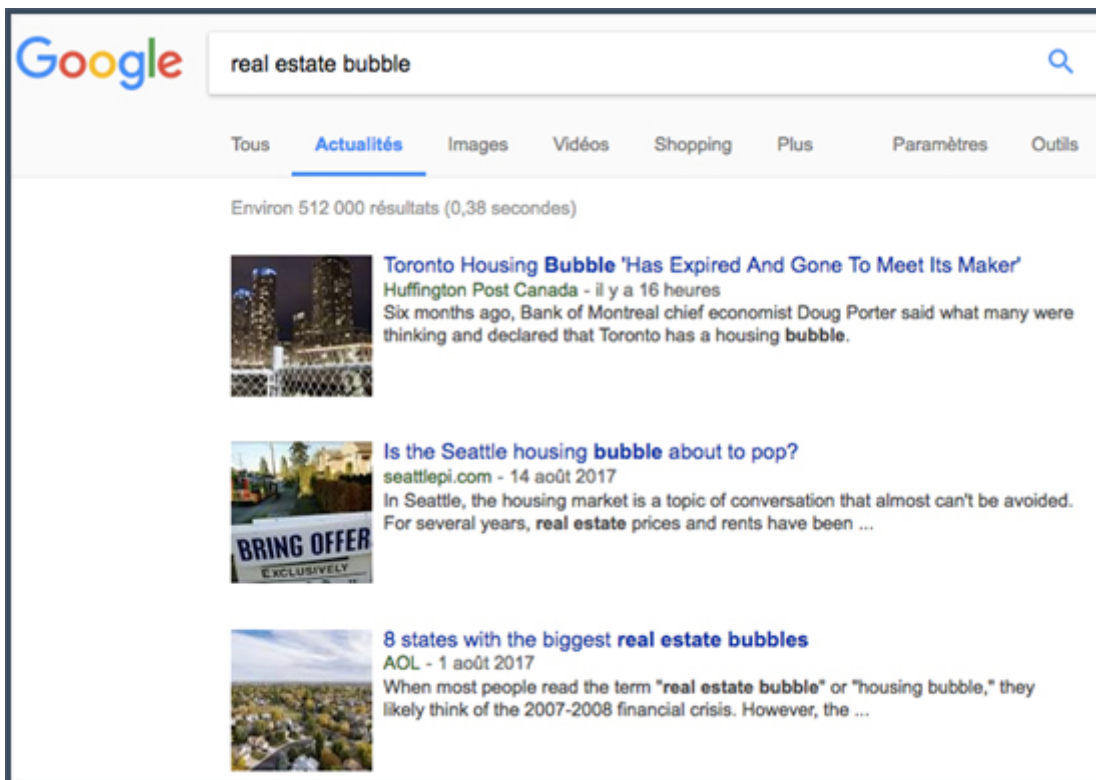 Google
real estate bubble
Tous Actualités Images Vidéos Shopping Plus Paramètres Outils
Environ 512 000 résultats (0,38 secondes)
Toronto Housing Bubble 'Has Expired And Gone To Meet Its Maker'
Huffington Post Canada - il y a 16 heures
Six months ago, Bank of Montreal chief economist Doug Porter said what many were
thinking and declared that Toronto has a housing bubble.
Is the Seattle housing bubble about to pop?
seattlepi.com - 14 août 2017
In Seattle, the housing market is a topic of conversation that almost can't be avoided.
For several years, real estate prices and rents have been ...
BRING OFFER
EXCLUSIVELY
8 states with the biggest real estate bubbles
AOL - 1 août 2017
When most people read the term "real estate bubble" or "housing bubble," they
likely think of the 2007-2008 financial crisis. However, the ...